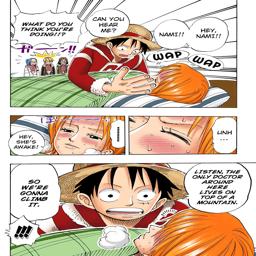 WHAT DO YOU
THINK YOU'RE
DOING!?
CAN YOU
HEAR
ME?
NAMI!!
HEY,
NAMI!!
WAP
WAP
HEY,
SHE'S
AWAKE!
UNH
...
LISTEN, THE
ONLY DOCTOR
AROUND
HERE
LIVES ON
TOP OF A
MOUNTAIN.
SO
WE'RE
GONNA
CLIMB
IT.
!!!